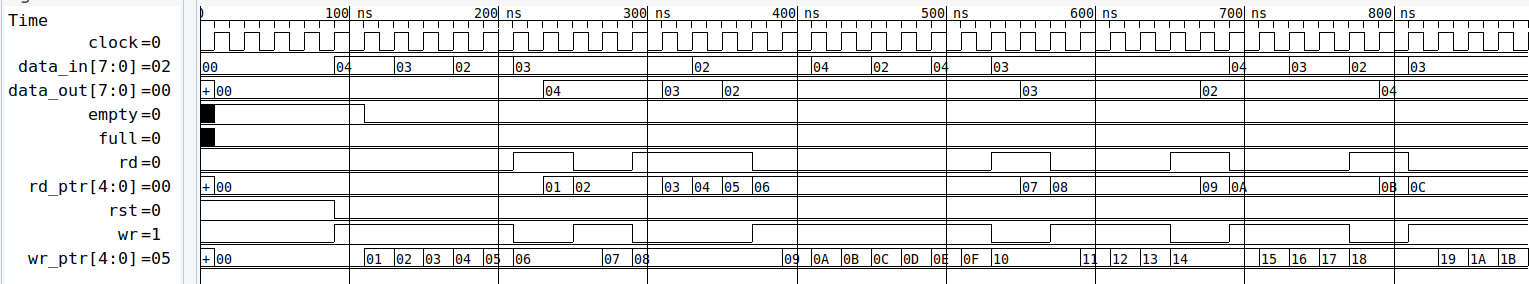 Time 100 ns 200 ns 300 ns 400 ns 500 ns 600 ns 700 ns 800 ns
clock=0
data_in[7:0]=02 00 04 03 02 03 02 04 02 04 03 04 03 02 03
data_out[7:0]=00 + 00 04 03 02 03 02 04
empty=0
full=0
rd=0
rd_ptr[4:0]=00 + 00 01 02 03 04 05 06 07 08 09 0A 0B 0C
rst=0
wr=1
wr_ptr[4:0]=05 + 00 01 02 03 04 05 06 07 08 09 0A 0B 0C 0D 0E 0F 10 11 12 13 14 15 16 17 18 19 1A 1B